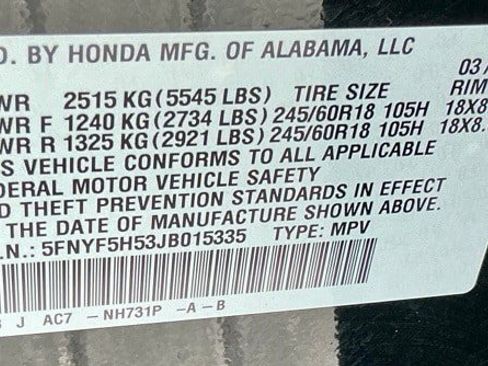 D. BY HONDA MFG. OF ALABAMA, LLC
03/
WR 2515 KG (5545 LBS) TIRE SIZE RIM
WR F 1240 KG (2734 LBS) 245/60R18 105H 18X8
WR R 1325 KG (2921 LBS) 245/60R18 105H 18X8.
S VEHICLE CONFORMS TO ALL APPLICABLE
DERAL MOTOR VEHICLE SAFETY
D THEFT PREVENTION STANDARDS IN EFFECT
THE DATE OF MANUFACTURE SHOWN ABOVE.
.N.: 5FNYF5H53JB015335 TYPE: MPV
J AC7 -NH731P -A-B